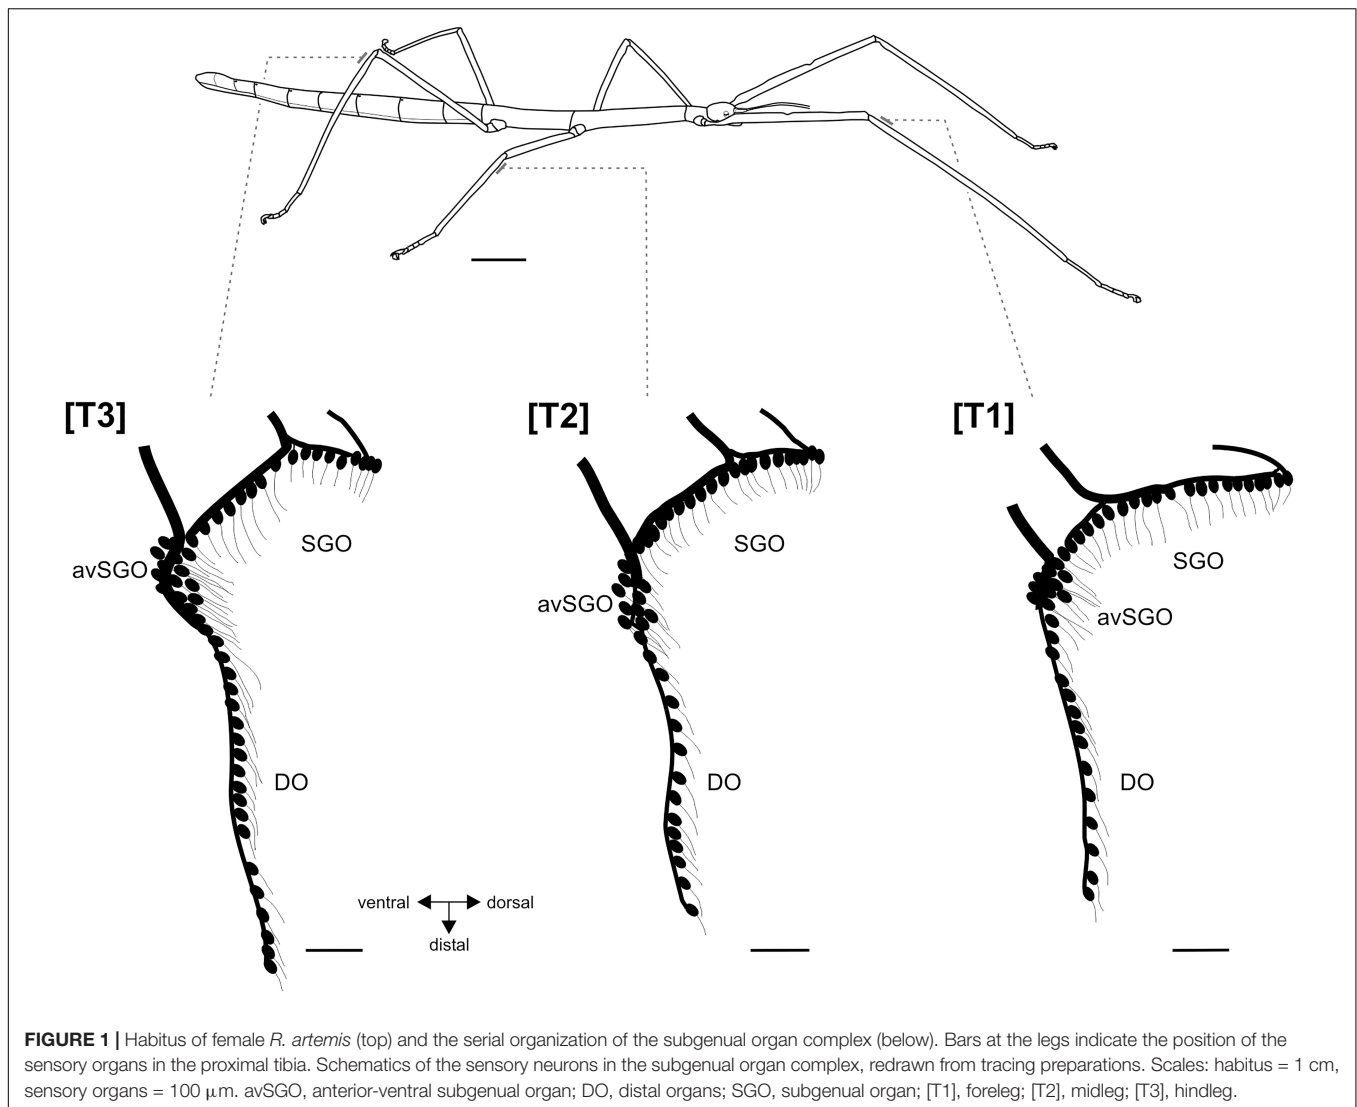 [T3]
[T2]
[T1]
SGO
avSGO
DO
SGO
avSGO
DO
SGO
avSGO
DO
ventral
dorsal
distal
FIGURE 1 | Habitus of female R. artemis (top) and the serial organization of the subgenual organ complex (below). Bars at the legs indicate the position of the
sensory organs in the proximal tibia. Schematics of the sensory neurons in the subgenual organ complex, redrawn from tracing preparations. Scales: habitus = 1 cm,
sensory organs = 100 μm. avSGO, anterior-ventral subgenual organ; DO, distal organs; SGO, subgenual organ; [T1], foreleg; [T2], midleg; [T3], hindleg.